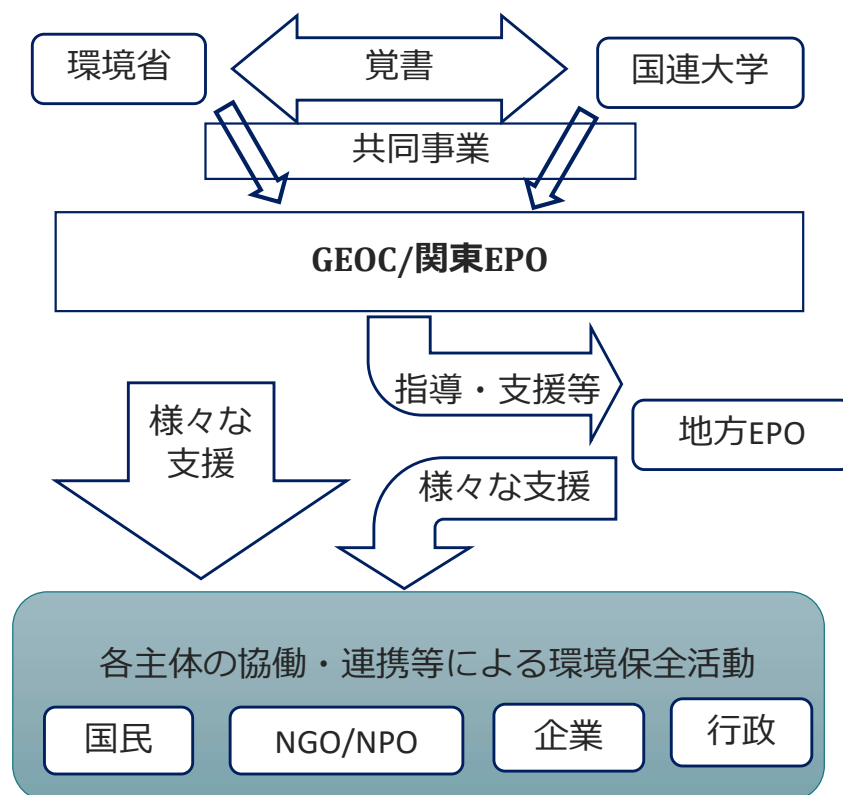 環境省
覚書
国連大学
共同事業
GEOC/関東EPO
指導・支援等
様々な
支援
地方EPO
様々な支援
各主体の協働・連携等による環境保全活動
国民
NGO/NPO
企業
行政